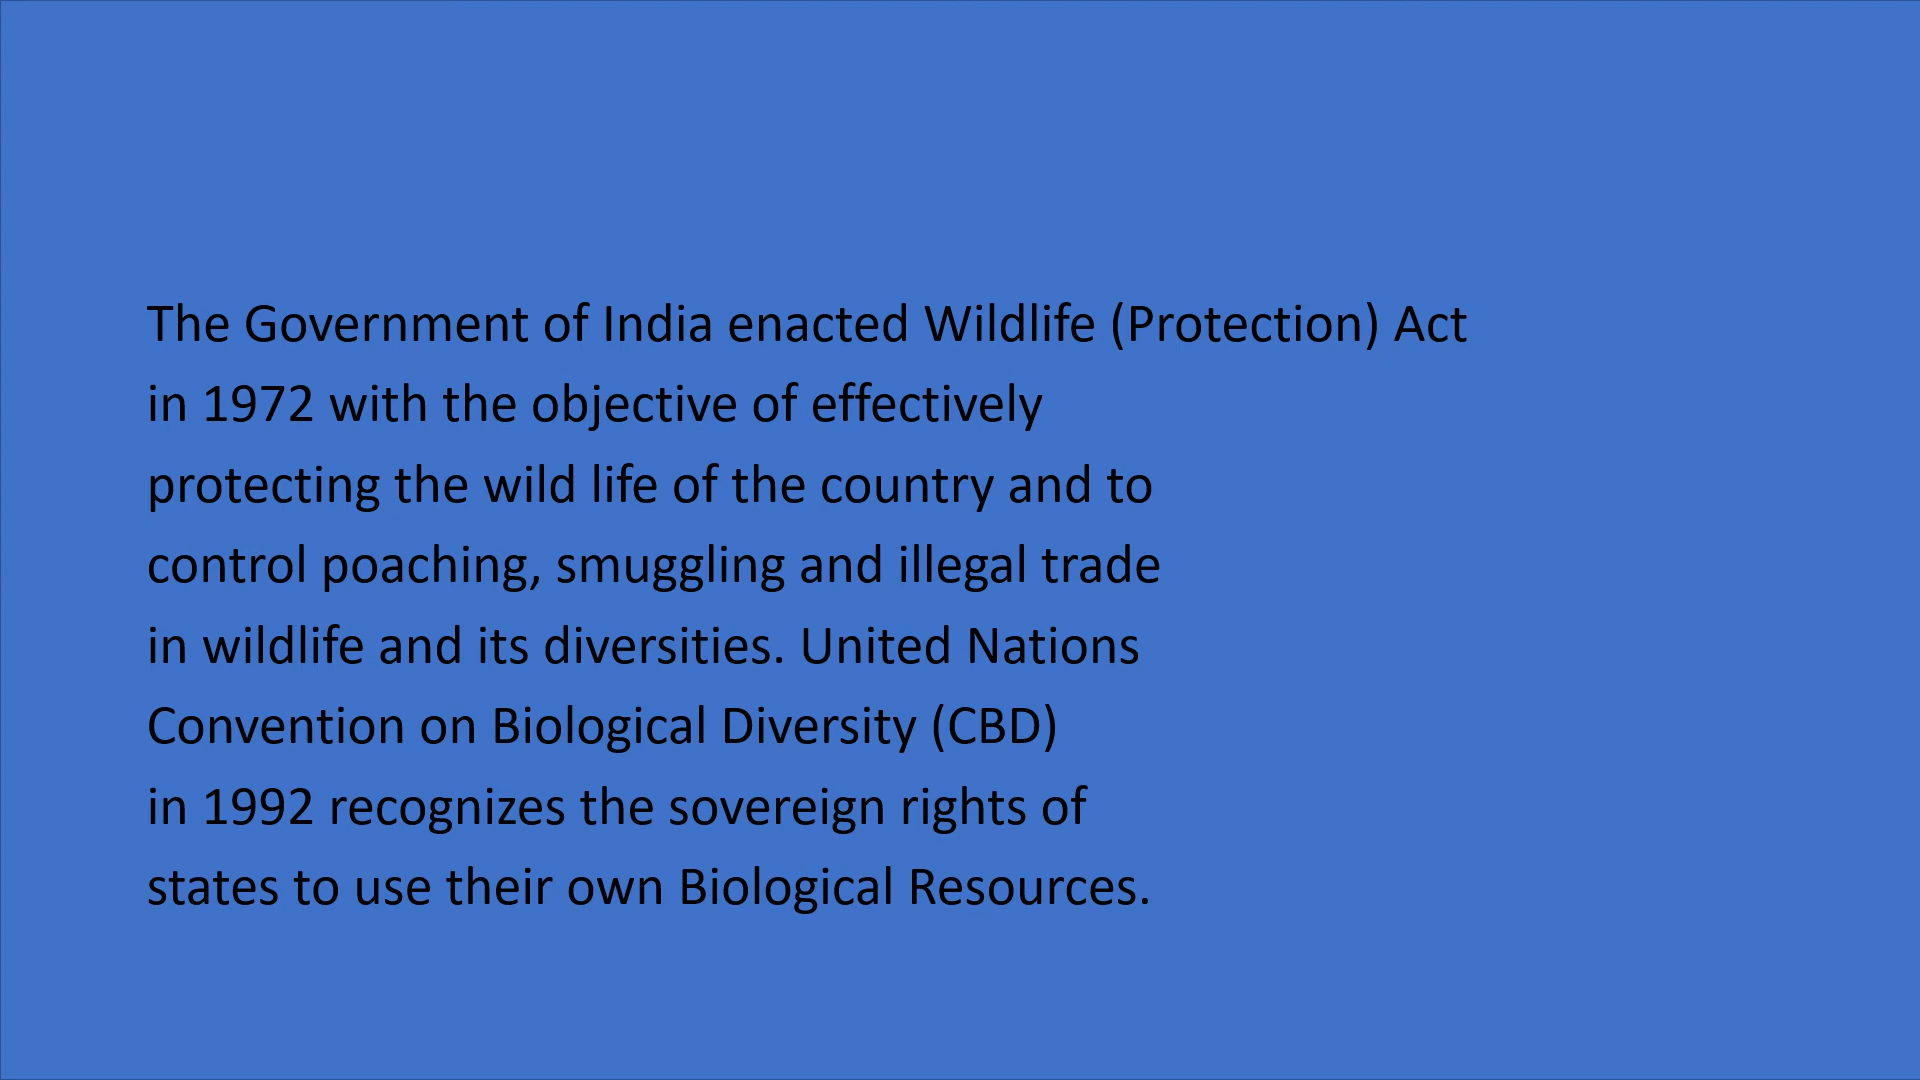 The Government of India enacted Wildlife (Protection) Act
in 1972 with the objective of effectively
protecting the wild life of the country and to
control poaching, smuggling and illegal trade
in wildlife and its diversities. United Nations
Convention on Biological Diversity (CBD)
in 1992 recognizes the sovereign rights of
states to use their own Biological Resources.